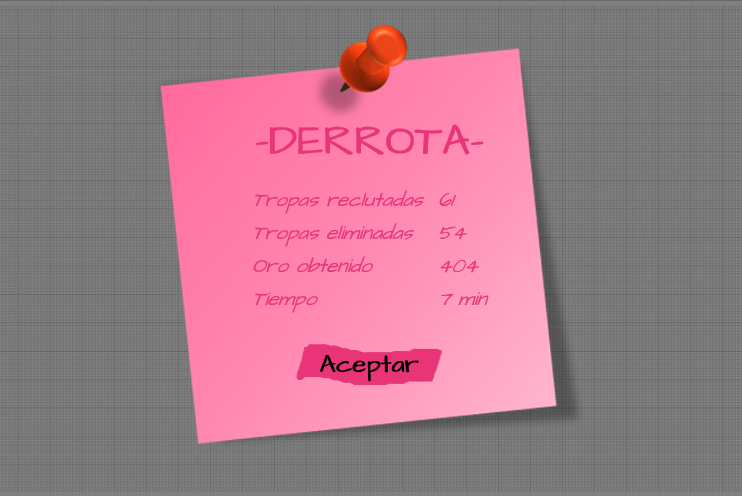 -DERROTA-
Tropas reclutadas 61
Tropas eliminadas 54
Oro obtenido 404
Tiempo 7 min
Aceptar